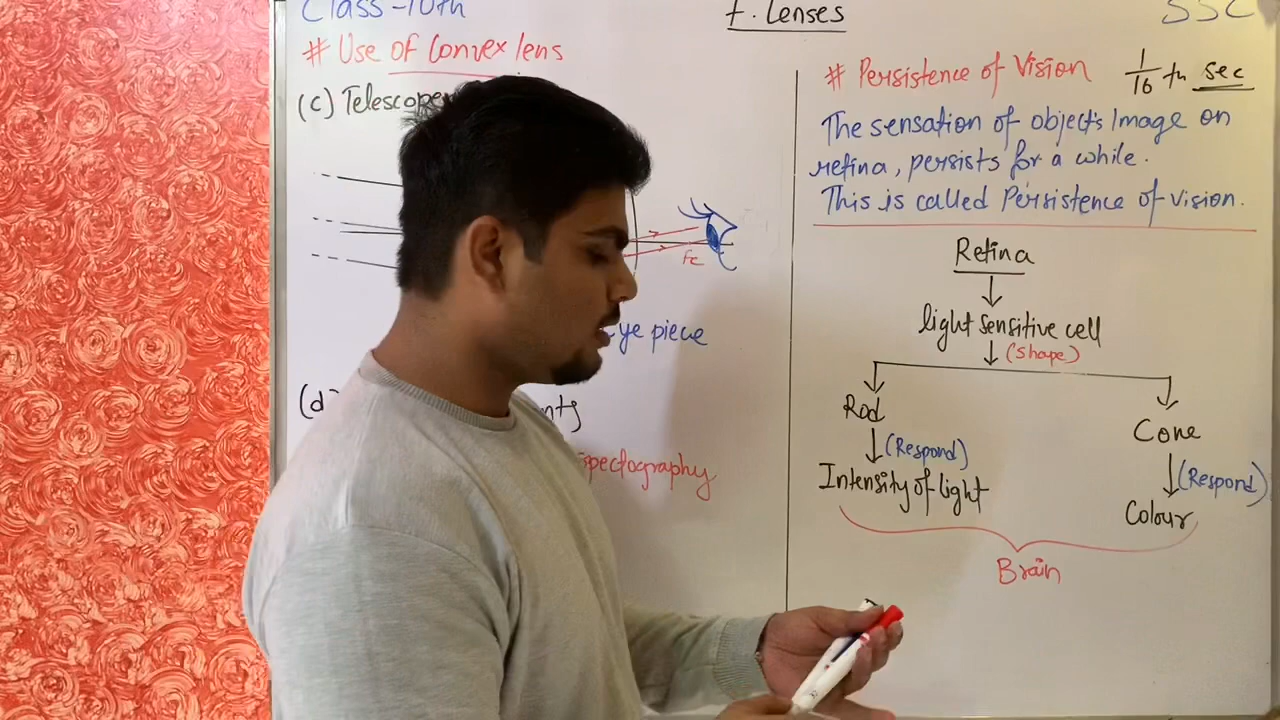 Class-10th
7. Lenses
SSC
# Use of Convex lens
(c) Telescope
Fe
ye piece
(d
nts
spectography
# Persistence of Vision 1/16 th sec
The sensation of object's Image on
retina, persists for a while.
This is called Persistence of vision.
Retina
light sensitive cell
(shape)
Rod
Cone
(Respond)
(Respond)
Intensity of light
Colour
Brain